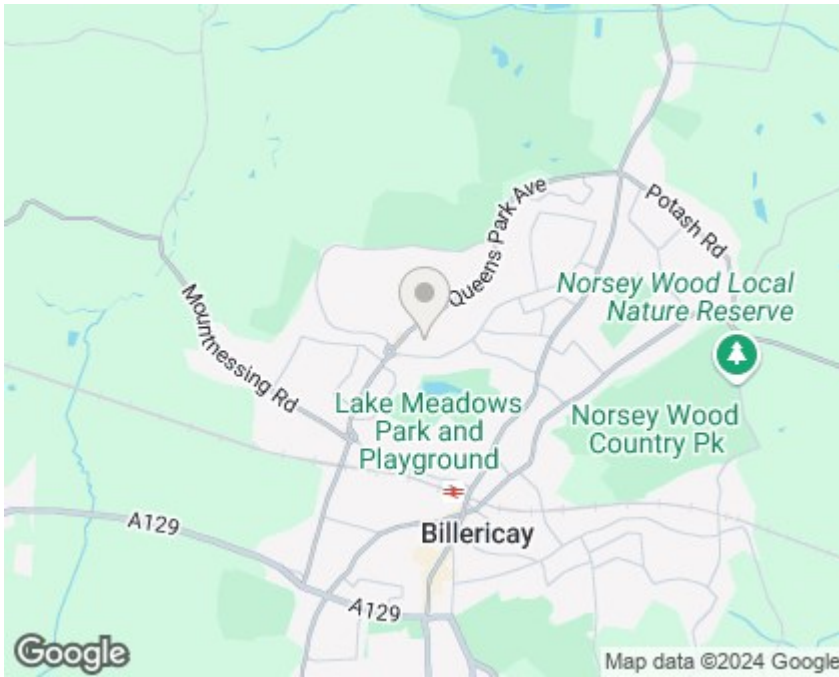 Queens Park Ave
Potash Rd
Norsey Wood Local
Nature Reserve
Mountnessing Rd
Lake Meadows
Park and
Playground
Norsey Wood
Country Pk
A129
Billericay
A129
Google
Map data ©2024 Google